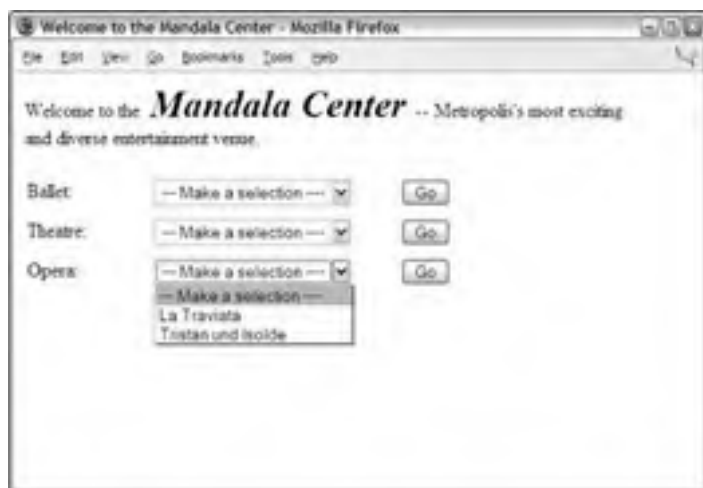 Welcome to the Mandala Center - Mozilla Firefox
File Edit View Go Bookmarks Tools Help
Welcome to the Mandala Center -- Metropolis's most exciting
and diverse entertainment venue.
Ballet: --- Make a selection --- Go
Theatre: --- Make a selection --- Go
Opera: --- Make a selection --- Go
--- Make a selection ---
La Traviata
Tristan und Isolde